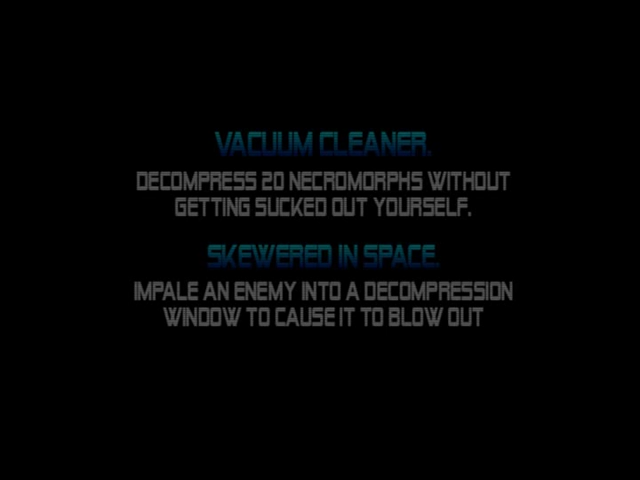 VACUUM CLEANER.
DECOMPRESS 20 NECROMORPHS WITHOUT
GETTING SUCKED OUT YOURSELF.
SKEWERED IN SPACE.
IMPALE AN ENEMY INTO A DECOMPRESSION
WINDOW TO CAUSE IT TO BLOW OUT